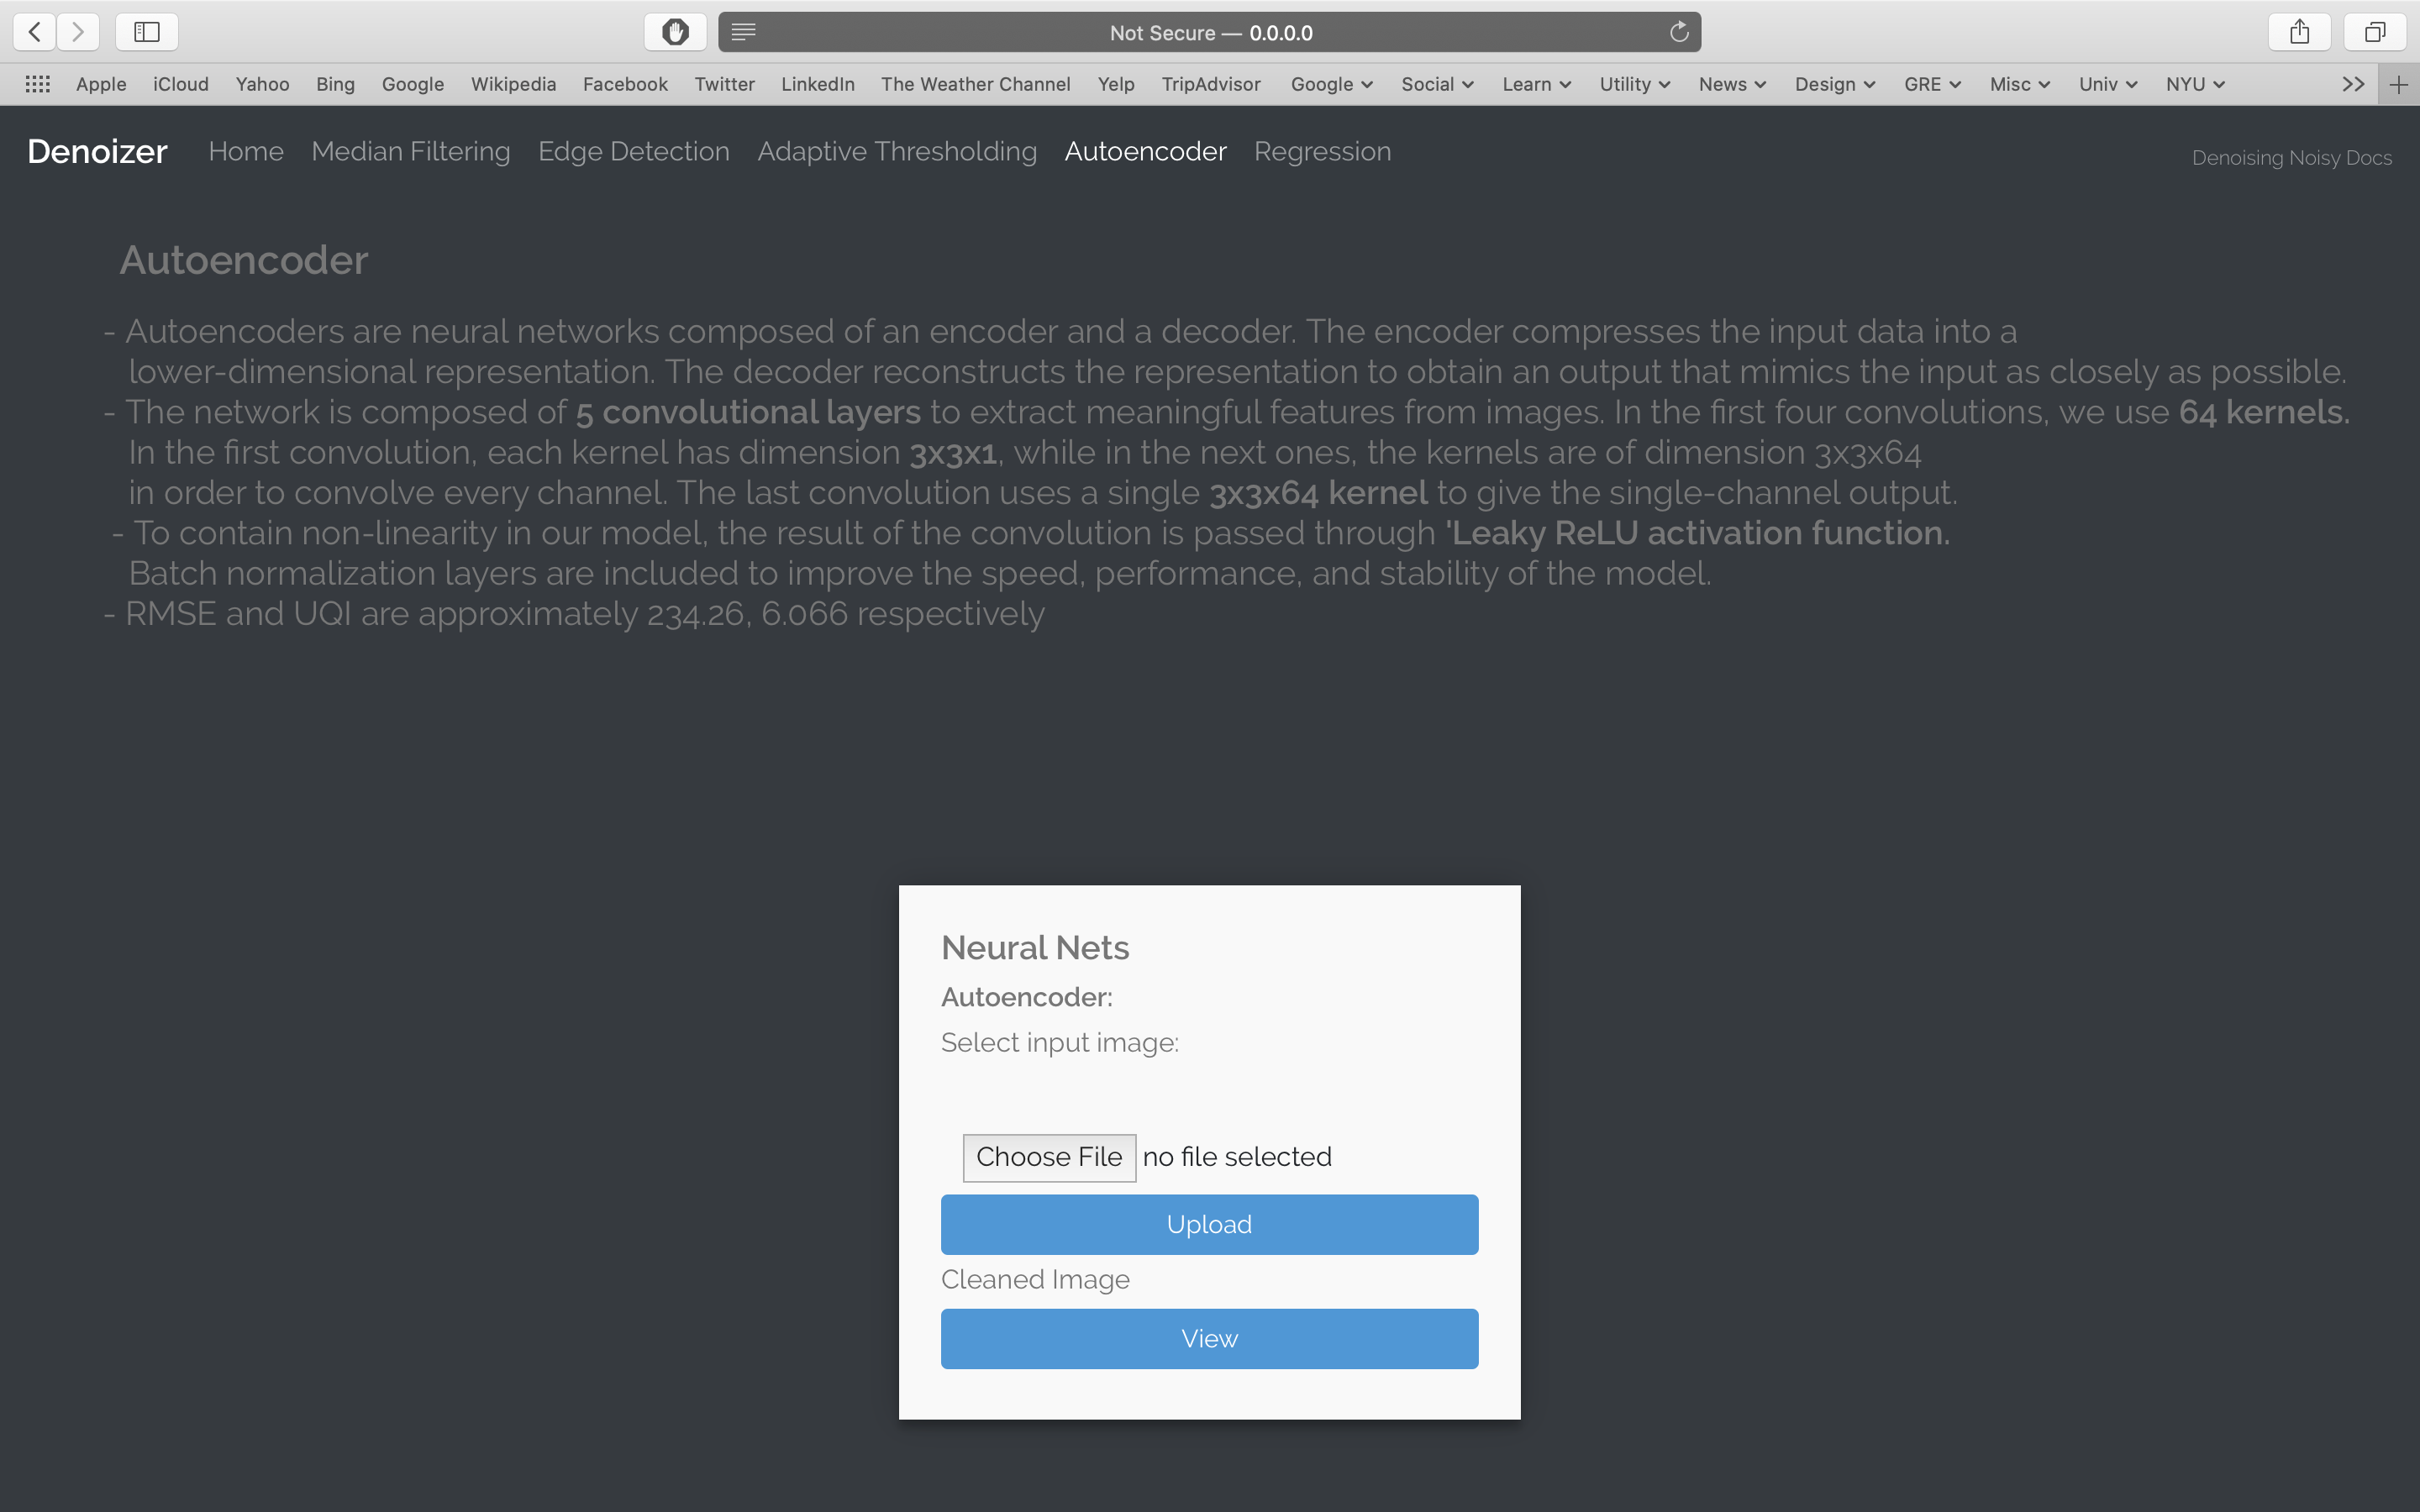 Not Secure — 0.0.0.0
Apple iCloud Yahoo Bing Google Wikipedia Facebook Twitter LinkedIn The Weather Channel Yelp TripAdvisor Google Social Learn Utility News Design GRE Misc Univ NYU
Denoizer Home Median Filtering Edge Detection Adaptive Thresholding Autoencoder Regression Denoising Noisy Docs
Autoencoder
- Autoencoders are neural networks composed of an encoder and a decoder. The encoder compresses the input data into a
lower-dimensional representation. The decoder reconstructs the representation to obtain an output that mimics the input as closely as possible.
- The network is composed of 5 convolutional layers to extract meaningful features from images. In the first four convolutions, we use 64 kernels.
In the first convolution, each kernel has dimension 3x3x1, while in the next ones, the kernels are of dimension 3x3x64
in order to convolve every channel. The last convolution uses a single 3x3x64 kernel to give the single-channel output.
- To contain non-linearity in our model, the result of the convolution is passed through 'Leaky ReLU activation function.
Batch normalization layers are included to improve the speed, performance, and stability of the model.
- RMSE and UQI are approximately 234.26, 6.066 respectively
Neural Nets
Autoencoder:
Select input image:
Choose File no file selected
Upload
Cleaned Image
View